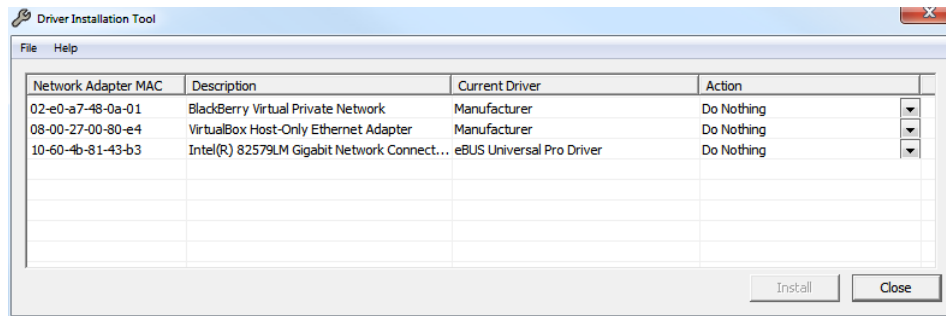 Driver Installation Tool
File Help
Network Adapter MAC Description Current Driver Action
02-e0-a7-48-0a-01 BlackBerry Virtual Private Network Manufacturer Do Nothing
08-00-27-00-80-e4 VirtualBox Host-Only Ethernet Adapter Manufacturer Do Nothing
10-60-4b-81-43-b3 Intel(R) 82579LM Gigabit Network Connect... eBUS Universal Pro Driver Do Nothing
Install Close